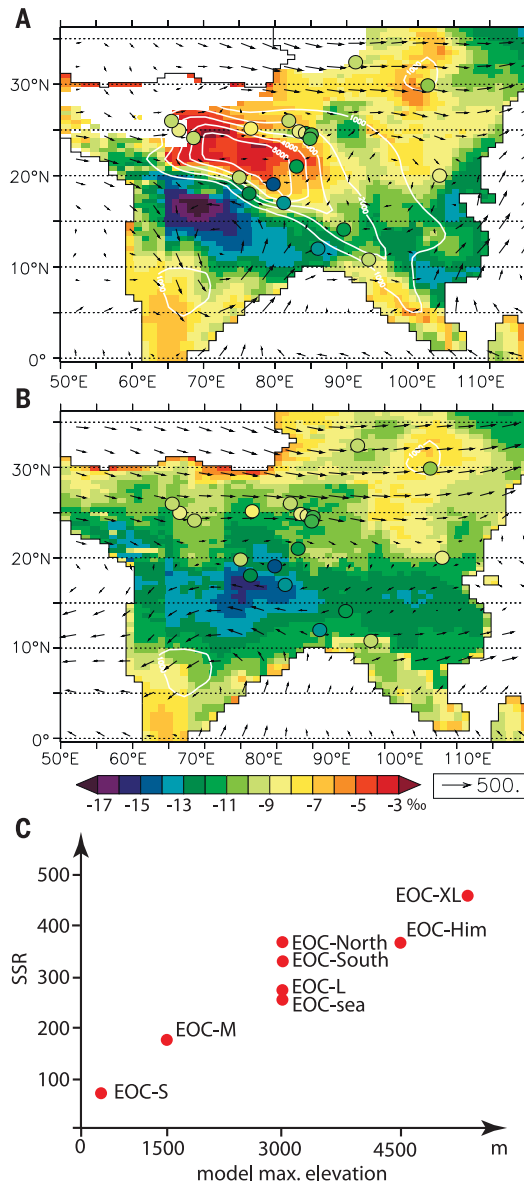 A
30°N
20°N
10°N
0°
50°E 60°E 70°E 80°E 90°E 100°E 110°E
B
30°N
20°N
10°N
0°
50°E 60°E 70°E 80°E 90°E 100°E 110°E
-17 -15 -13 -11 -9 -7 -5 -3 ‰
500.
C
500
400
300
200
100
SSR
EOC-XL
EOC-Him
EOC-North
EOC-South
EOC-L
EOC-sea
EOC-M
EOC-S
0 1500 3000 4500 m
model max. elevation